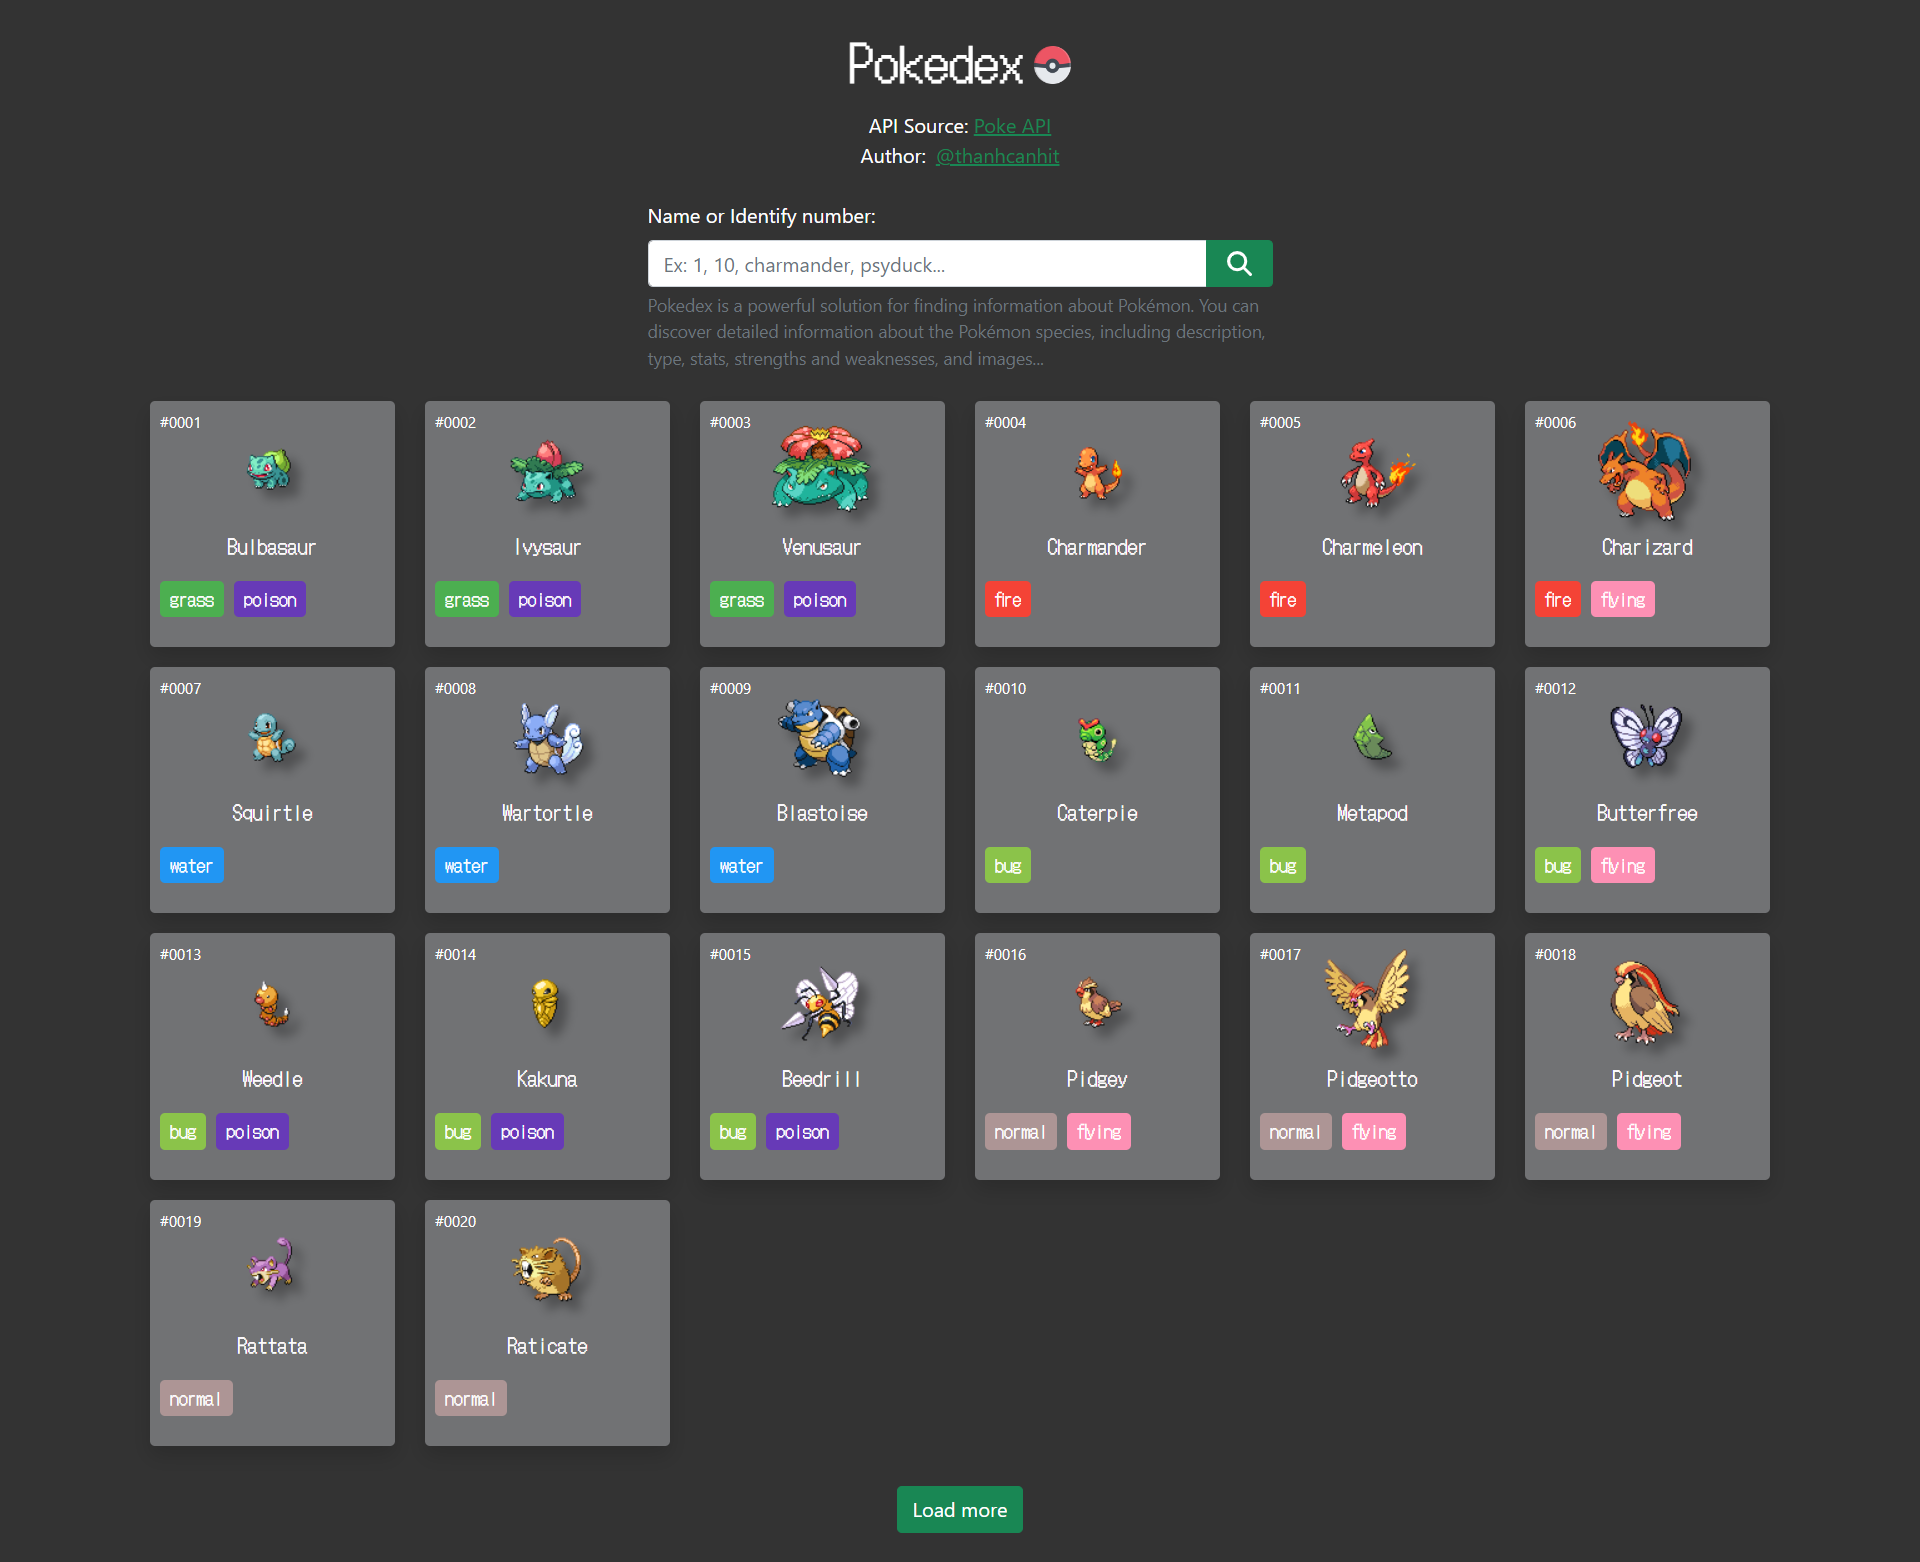 Pokedex
API Source: Poke API
Author: @thanhcanhit
Name or Identify number:
Ex: 1, 10, charmander, psyduck...
Pokedex is a powerful solution for finding information about Pokémon. You can
discover detailed information about the Pokémon species, including description,
type, stats, strengths and weaknesses, and images...
#0001
Bulbasaur
grass poison
#0002
Ivysaur
grass poison
#0003
Venusaur
grass poison
#0004
Charmander
fire
#0005
Charmeleon
fire
#0006
Charizard
fire flying
#0007
Squirtle
water
#0008
Wartortle
water
#0009
Blastoise
water
#0010
Caterpie
bug
#0011
Metapod
bug
#0012
Butterfree
bug flying
#0013
Weedle
bug poison
#0014
Kakuna
bug poison
#0015
Beedrill
bug poison
#0016
Pidgey
normal flying
#0017
Pidgeotto
normal flying
#0018
Pidgeot
normal flying
#0019
Rattata
normal
#0020
Raticate
normal
Load more